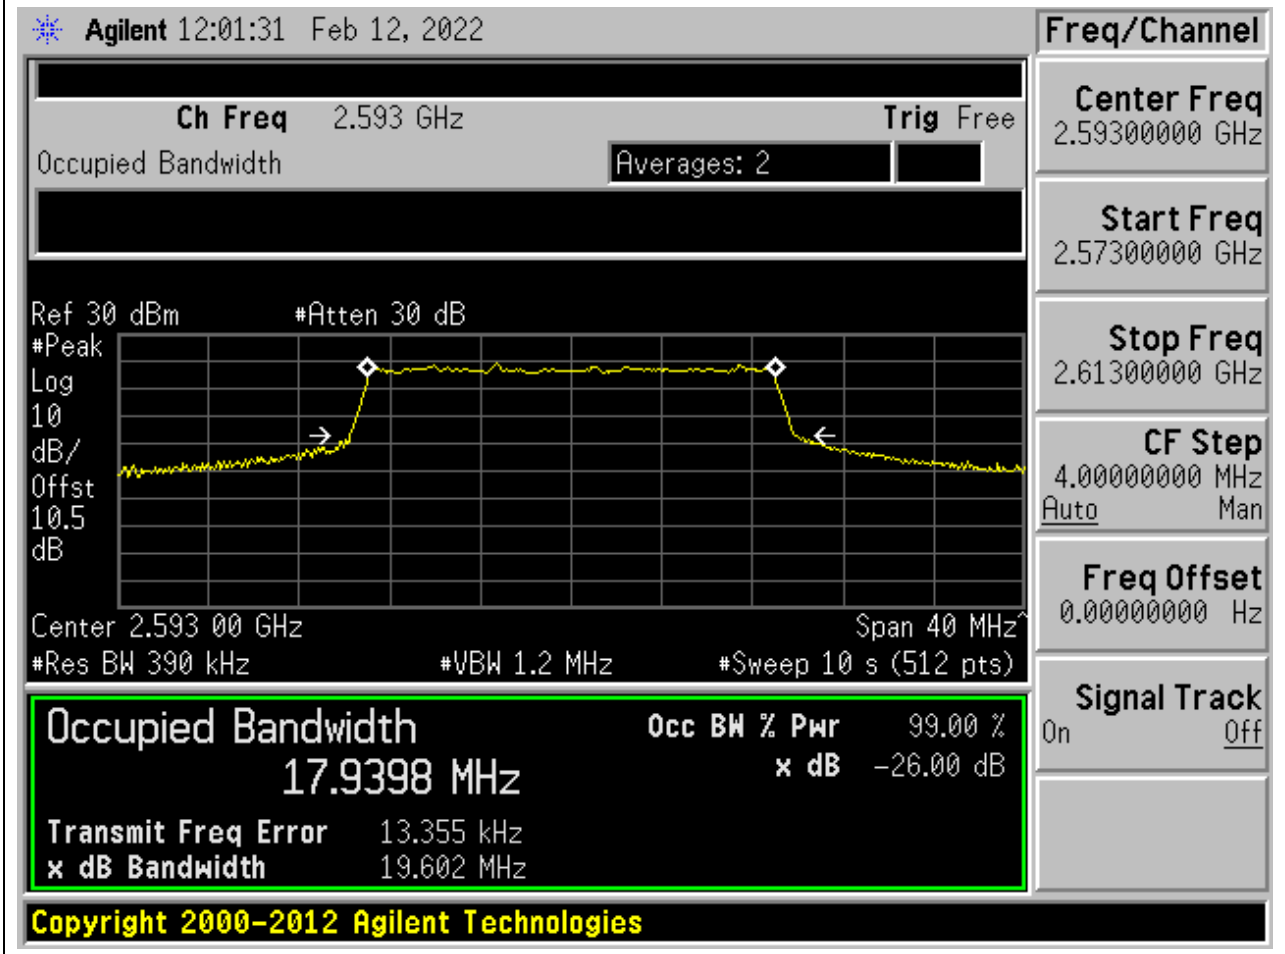 Agilent 12:01:31 Feb 12, 2022
Freq/Channel
Ch Freq 2.593 GHz Trig Free
Occupied Bandwidth Averages: 2
Ref 30 dBm #Atten 30 dB
#Peak
Log
10
dB/
Offst
10.5
dB
Center 2.593 00 GHz Span 40 MHz^
#Res BW 390 kHz #VBW 1.2 MHz #Sweep 10 s (512 pts)
Occupied Bandwidth Occ BW % Pwr 99.00 %
17.9398 MHz x dB -26.00 dB
Transmit Freq Error 13.355 kHz
x dB Bandwidth 19.602 MHz
Copyright 2000-2012 Agilent Technologies
Center Freq
2.59300000 GHz
Start Freq
2.57300000 GHz
Stop Freq
2.61300000 GHz
CF Step
4.00000000 MHz
Auto Man
Freq Offset
0.00000000 Hz
Signal Track
On Off